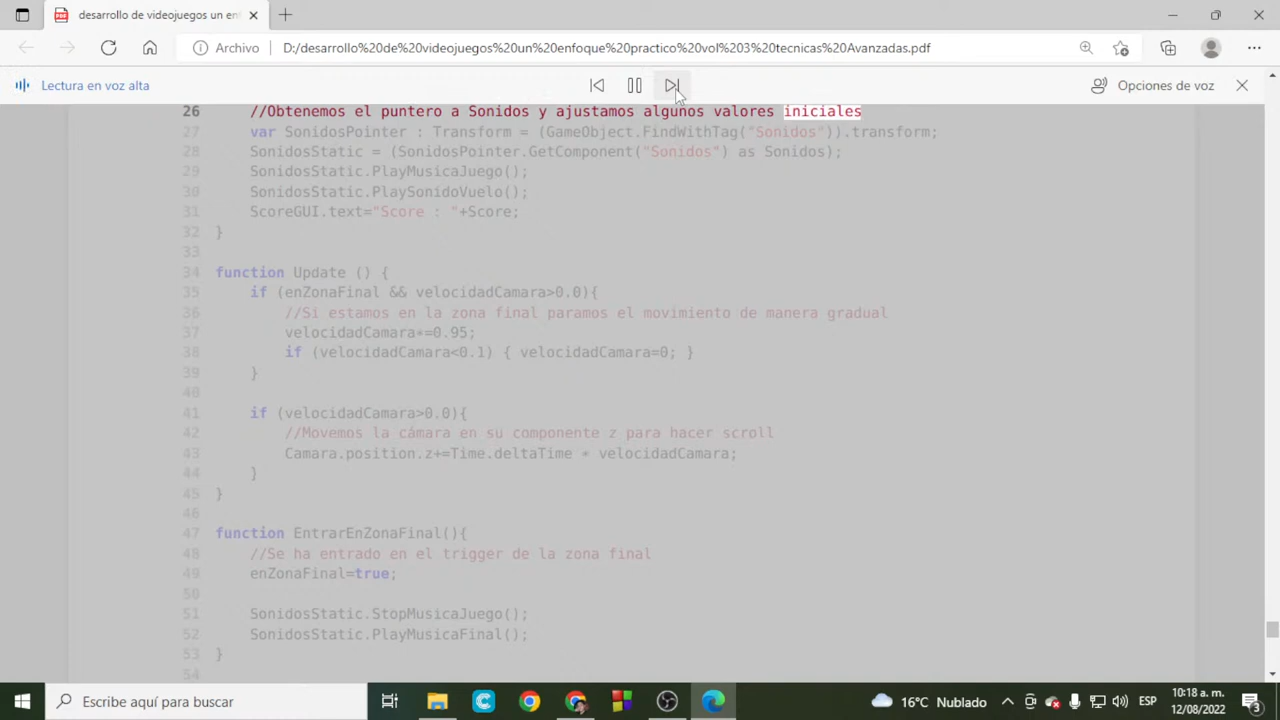 desarrollo de videojuegos un en
Archivo
D:/desarrollo%20de%20videojuegos%20un%20enfoque%20practico%20vol%203%20tecnicas%20Avanzadas.pdf
Lectura en voz alta
Opciones de voz
26 //Obtenemos el puntero a Sonidos y ajustamos algunos valores iniciales
27 var SonidosPointer : Transform = (GameObject.FindWithTag("Sonidos")).transform;
28 SonidosStatic = (SonidosPointer.GetComponent("Sonidos") as Sonidos);
29 SonidosStatic.PlayMusicaJuego();
30 SonidosStatic.PlaySonidoVuelo();
31 ScoreGUI.text="Score : "+Score;
32 }
33
34 function Update () {
35 if (enZonaFinal && velocidadCamara>0.0){
36 //Si estamos en la zona final paramos el movimiento de manera gradual
37 velocidadCamara*=0.95;
38 if (velocidadCamara<0.1) { velocidadCamara=0; }
39 }
40
41 if (velocidadCamara>0.0){
42 //Movemos la cámara en su componente z para hacer scroll
43 Camara.position.z+=Time.deltaTime * velocidadCamara;
44 }
45 }
46
47 function EntrarEnZonaFinal(){
48 //Se ha entrado en el trigger de la zona final
49 enZonaFinal=true;
50
51 SonidosStatic.StopMusicaJuego();
52 SonidosStatic.PlayMusicaFinal();
53 }
54
Escribe aquí para buscar
16°C Nublado
ESP
10:18 a. m.
12/08/2022
3